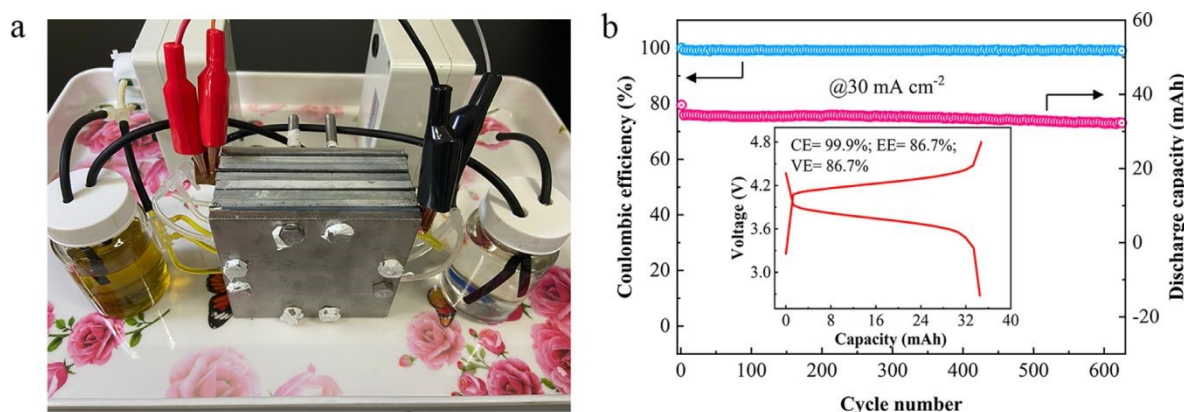 a
b
Coulombic efficiency (%)
100
80
60
40
20
0
@30 mA cm⁻²
CE= 99.9%; EE= 86.7%;
VE= 86.7%
Voltage (V)
4.8
4.2
3.6
3.0
0 8 16 24 32 40
Capacity (mAh)
60
40
20
0
-20
Discharge capacity (mAh)
0 100 200 300 400 500 600
Cycle number